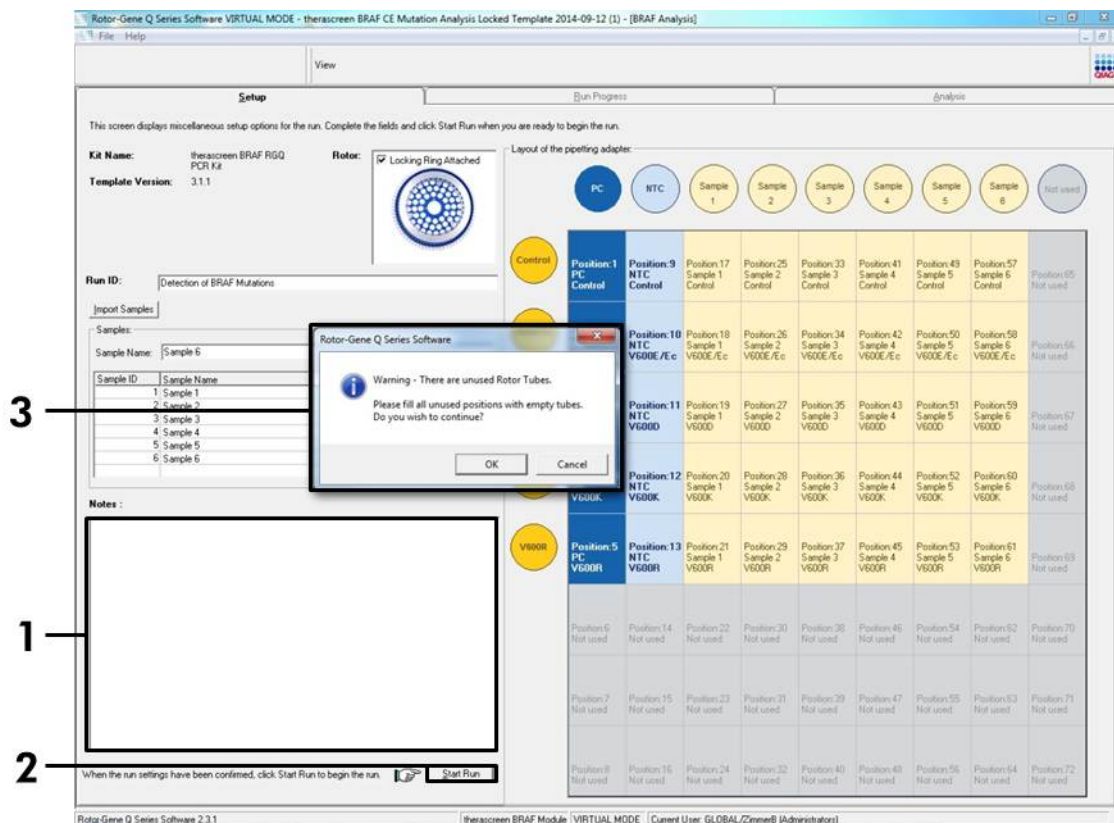 Rotor-Gene Q Series Software VIRTUAL MODE - therascreen BRAF CE Mutation Analysis Locked Template 2014-09-12 (1) - [BRAF Analysis]
File Help
View
QIAG
Setup
Run Progress
Analysis
This screen displays miscellaneous setup options for the run. Complete the fields and click Start Run when you are ready to begin the run.
Kit Name: therascreen BRAF RGQ PCR Kit
Template Version: 3.1.1
Rotor:
Locking Ring Attached
Run ID: Detection of BRAF Mutations
Import Samples
Samples:
Sample Name: Sample 6
Sample ID Sample Name
1 Sample 1
2 Sample 2
3 Sample 3
4 Sample 4
5 Sample 5
6 Sample 6
Notes :
When the run settings have been confirmed, click Start Run to begin the run.
Start Run
3
1
2
Rotor-Gene Q Series Software
Warning - There are unused Rotor Tubes.
Please fill all unused positions with empty tubes.
Do you wish to continue?
OK Cancel
Layout of the pipetting adapter:
PC NTC Sample 1 Sample 2 Sample 3 Sample 4 Sample 5 Sample 6 Not used
Control
Position:1 Position:9 Position:17 Position:25 Position:33 Position:41 Position:49 Position:57 Position:65
PC NTC Sample 1 Sample 2 Sample 3 Sample 4 Sample 5 Sample 6 Not used
Control Control Control Control Control Control Control Control
Position:10 Position:18 Position:26 Position:34 Position:42 Position:50 Position:58 Position:66
NTC Sample 1 Sample 2 Sample 3 Sample 4 Sample 5 Sample 6 Not used
V600E/Ec V600E/Ec V600E/Ec V600E/Ec V600E/Ec V600E/Ec V600E/Ec
Position:11 Position:19 Position:27 Position:35 Position:43 Position:51 Position:59 Position:67
NTC Sample 1 Sample 2 Sample 3 Sample 4 Sample 5 Sample 6 Not used
V600D V600D V600D V600D V600D V600D V600D
Position:12 Position:20 Position:28 Position:36 Position:44 Position:52 Position:60 Position:68
NTC Sample 1 Sample 2 Sample 3 Sample 4 Sample 5 Sample 6 Not used
V600K V600K V600K V600K V600K V600K V600K V600K
V600R
Position:5 Position:13 Position:21 Position:29 Position:37 Position:45 Position:53 Position:61 Position:69
PC NTC Sample 1 Sample 2 Sample 3 Sample 4 Sample 5 Sample 6 Not used
V600R V600R V600R V600R V600R V600R V600R V600R
Position:6 Position:14 Position:22 Position:30 Position:38 Position:46 Position:54 Position:62 Position:70
Not used Not used Not used Not used Not used Not used Not used Not used Not used
Position:7 Position:15 Position:23 Position:31 Position:39 Position:47 Position:55 Position:63 Position:71
Not used Not used Not used Not used Not used Not used Not used Not used Not used
Position:8 Position:16 Position:24 Position:32 Position:40 Position:48 Position:56 Position:64 Position:72
Not used Not used Not used Not used Not used Not used Not used Not used Not used
Rotor-Gene Q Series Software 2.3.1
therascreen BRAF Module VIRTUAL MODE Current User: GLOBAL/ZimmerB (Administrators)